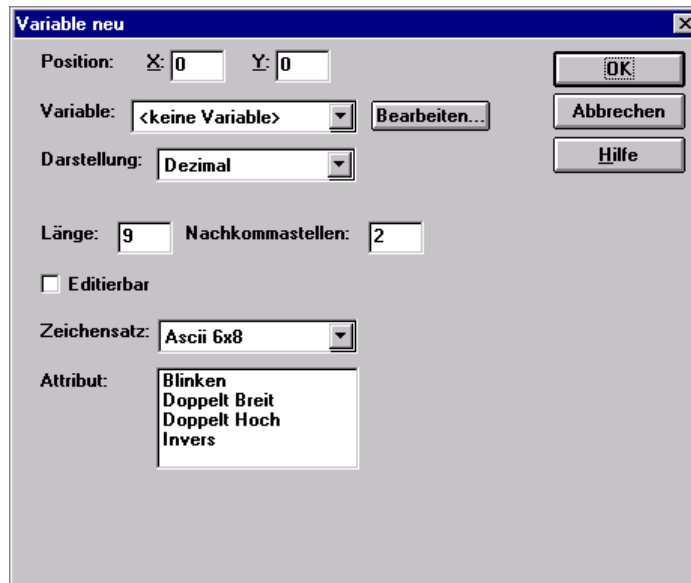 Variable neu
Position: X: 0 Y: 0
OK
Variable: <keine Variable> Bearbeiten...
Abbrechen
Darstellung: Dezimal
Hilfe
Länge: 9 Nachkommastellen: 2
Editierbar
Zeichensatz: Ascii 6x8
Attribut: Blinken
Doppelt Breit
Doppelt Hoch
Invers